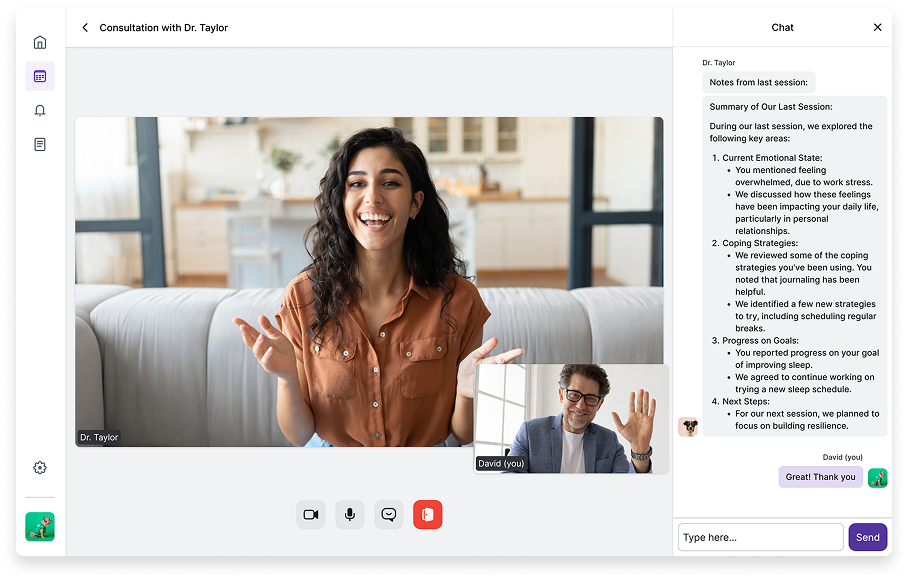 Consultation with Dr. Taylor
Dr. Taylor
David (you)
Chat
Dr. Taylor
Notes from last session:
Summary of Our Last Session:
During our last session, we explored the
following key areas:
1. Current Emotional State:
• You mentioned feeling
overwhelmed, due to work stress.
• We discussed how these feelings
have been impacting your daily life,
particularly in personal
relationships.
2. Coping Strategies:
• We reviewed some of the coping
strategies you've been using. You
noted that journaling has been
helpful.
• We identified a few new strategies
to try, including scheduling regular
breaks.
3. Progress on Goals:
• You reported progress on your goal
of improving sleep.
• We agreed to continue working on
trying a new sleep schedule.
4. Next Steps:
• For our next session, we planned to
focus on building resilience.
David (you)
Great! Thank you
Type here...
Send